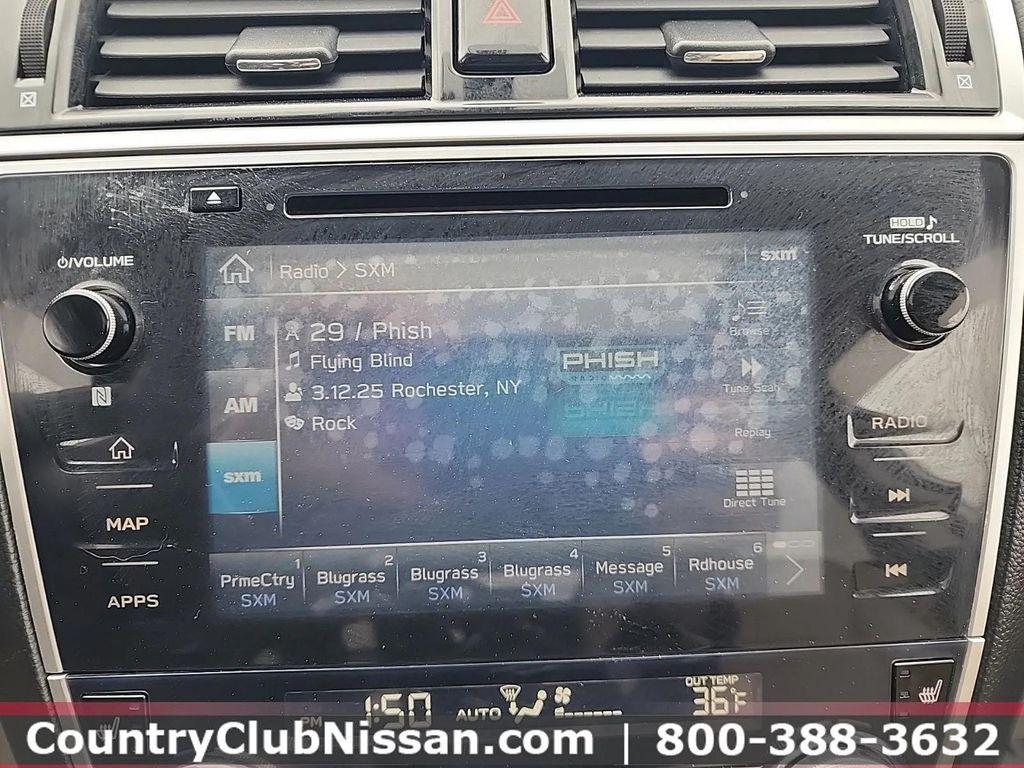 HOLD
⏻/VOLUME
TUNE/SCROLL
Radio > SXM
sxm
FM
29 / Phish
Flying Blind
3.12.25 Rochester, NY
Rock
PHISH
RADIO
Browse
Tune Scan
Replay
Direct Tune
AM
sxm
N
MAP
APPS
RADIO
1 2 3 4 5 6
PrmeCtry Blugrass Blugrass Blugrass Message Rdhouse
SXM SXM SXM SXM SXM SXM
PM 1:50 AUTO
OUT TEMP
36°F
CountryClubNissan.com | 800-388-3632